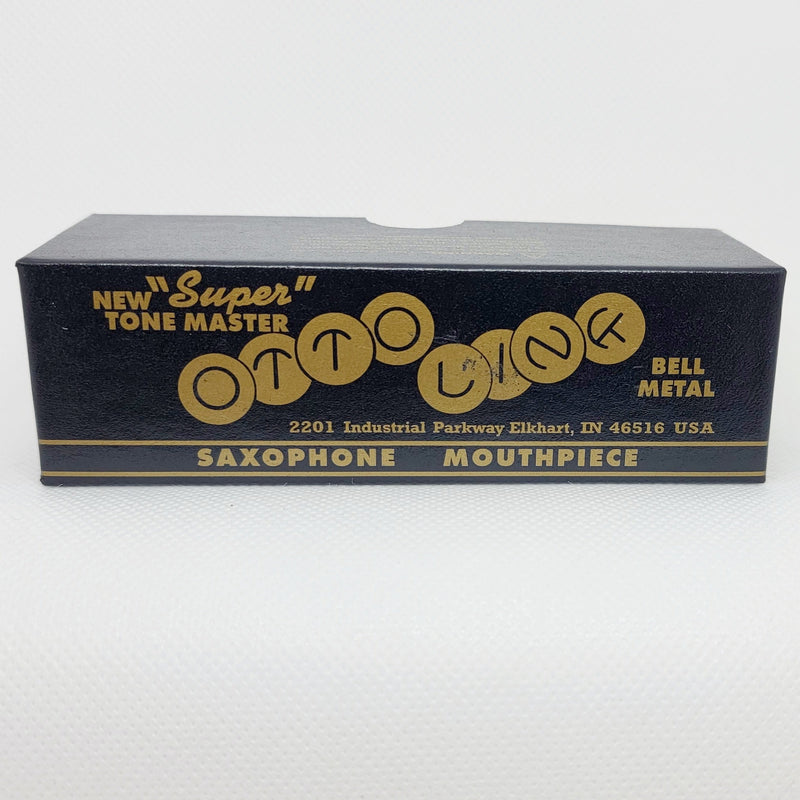 NEW "Super"
TONE MASTER
OTTO LINK
BELL
METAL
2201 Industrial Parkway Elkhart, IN 46516 USA
SAXOPHONE MOUTHPIECE